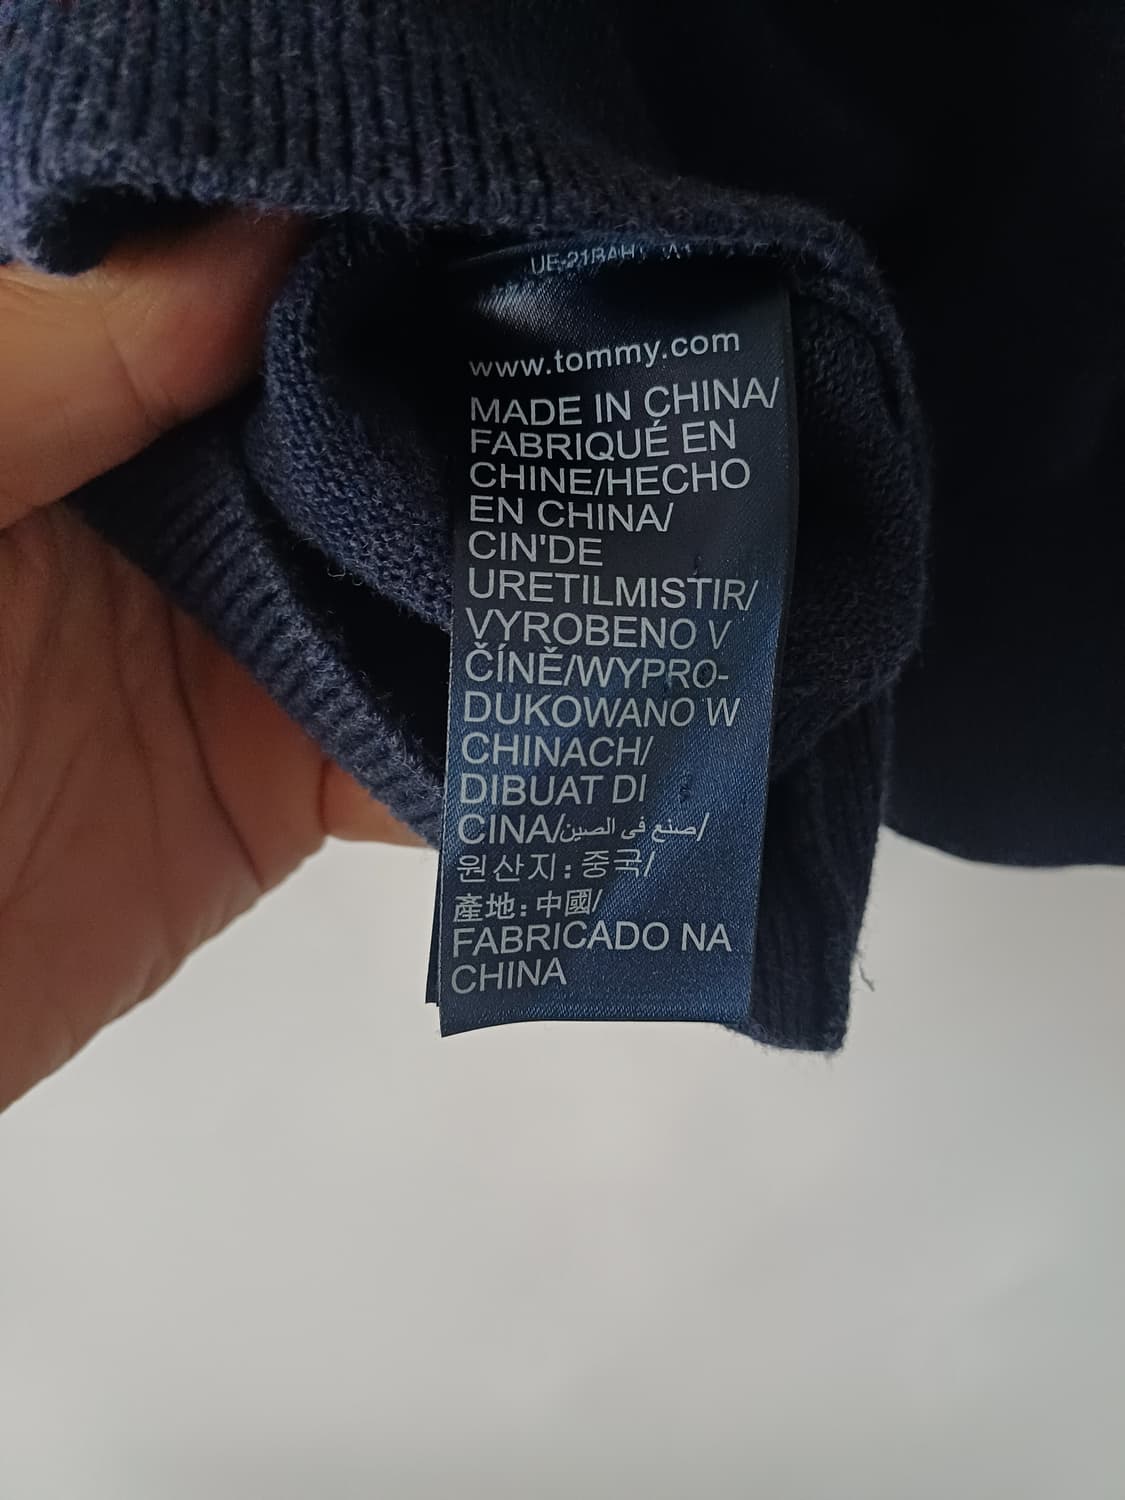 www.tommy.com
MADE IN CHINA/
FABRIQUÉ EN
CHINE/HECHO
EN CHINA/
CIN'DE
URETILMISTIR/
VYROBENO V
ČÍNĚ/WYPRO-
DUKOWANO W
CHINACH/
DIBUAT DI
CINA/صنع فى الصين/
원산지: 중국/
產地: 中國/
FABRICADO NA
CHINA